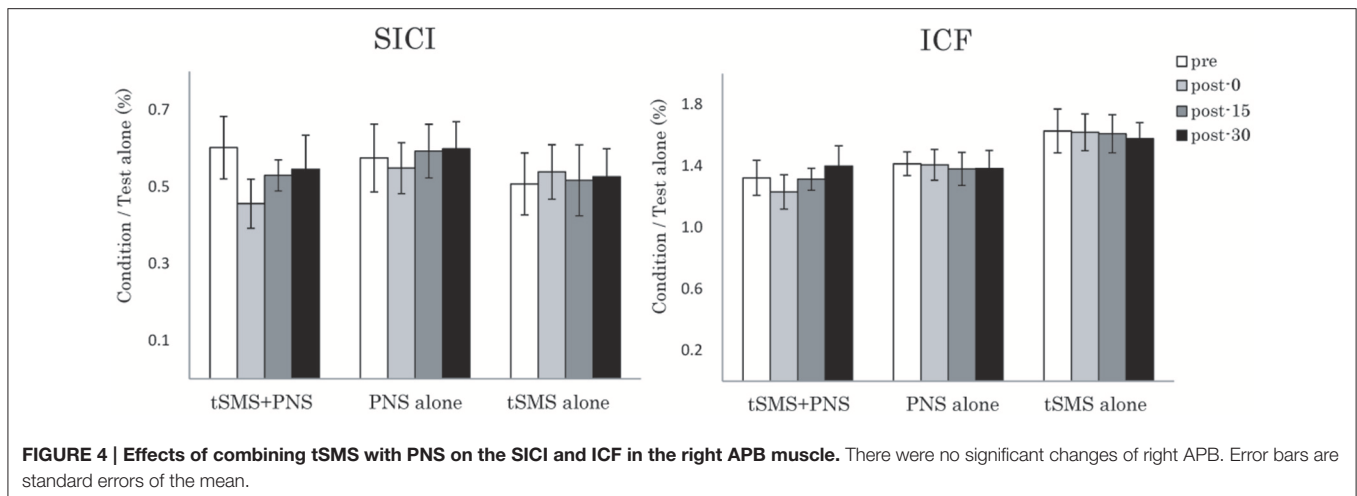 SICI
Condition / Test alone (%)
0.7
0.5
0.3
0.1
tSMS+PNS
PNS alone
tSMS alone
ICF
Condition / Test alone (%)
1.8
1.4
1.0
0.6
0.2
tSMS+PNS
PNS alone
tSMS alone
pre
post-0
post-15
post-30
FIGURE 4 | Effects of combining tSMS with PNS on the SICI and ICF in the right APB muscle. There were no significant changes of right APB. Error bars are
standard errors of the mean.